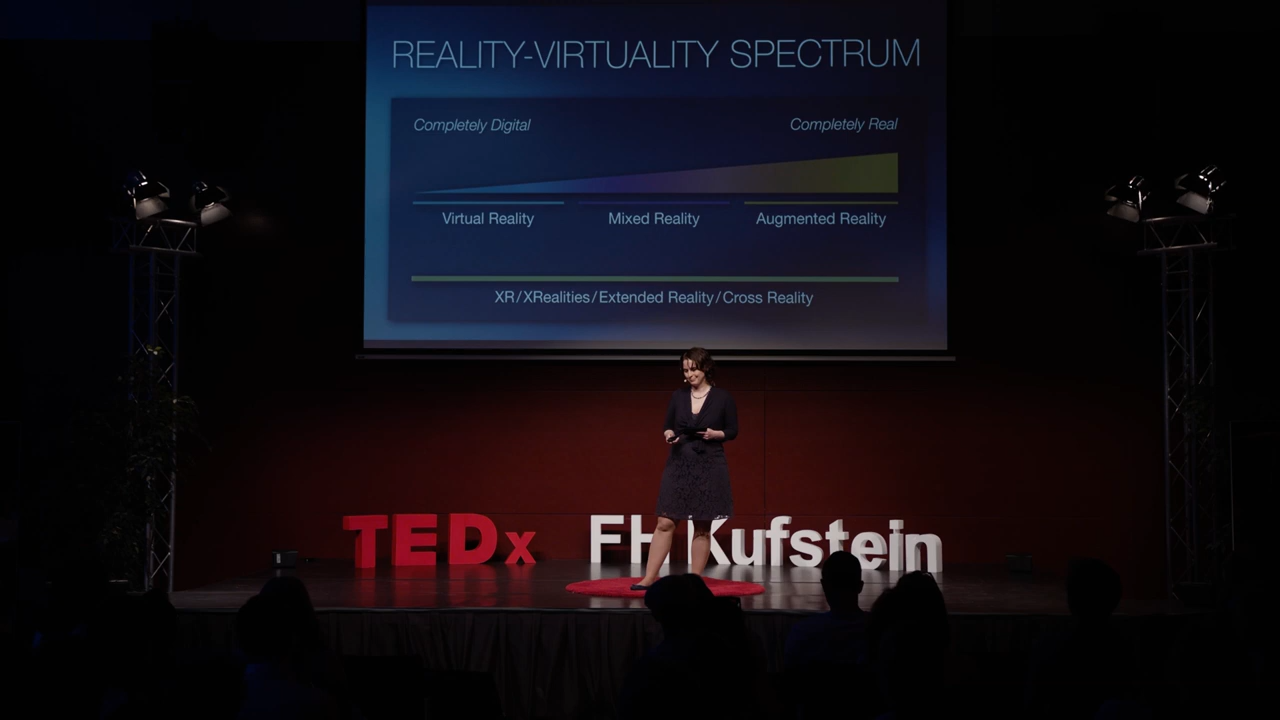 REALITY-VIRTUALITY SPECTRUM
Completely Digital
Completely Real
Virtual Reality
Mixed Reality
Augmented Reality
XR/XRealities/Extended Reality/Cross Reality
TEDx FH Kufstein